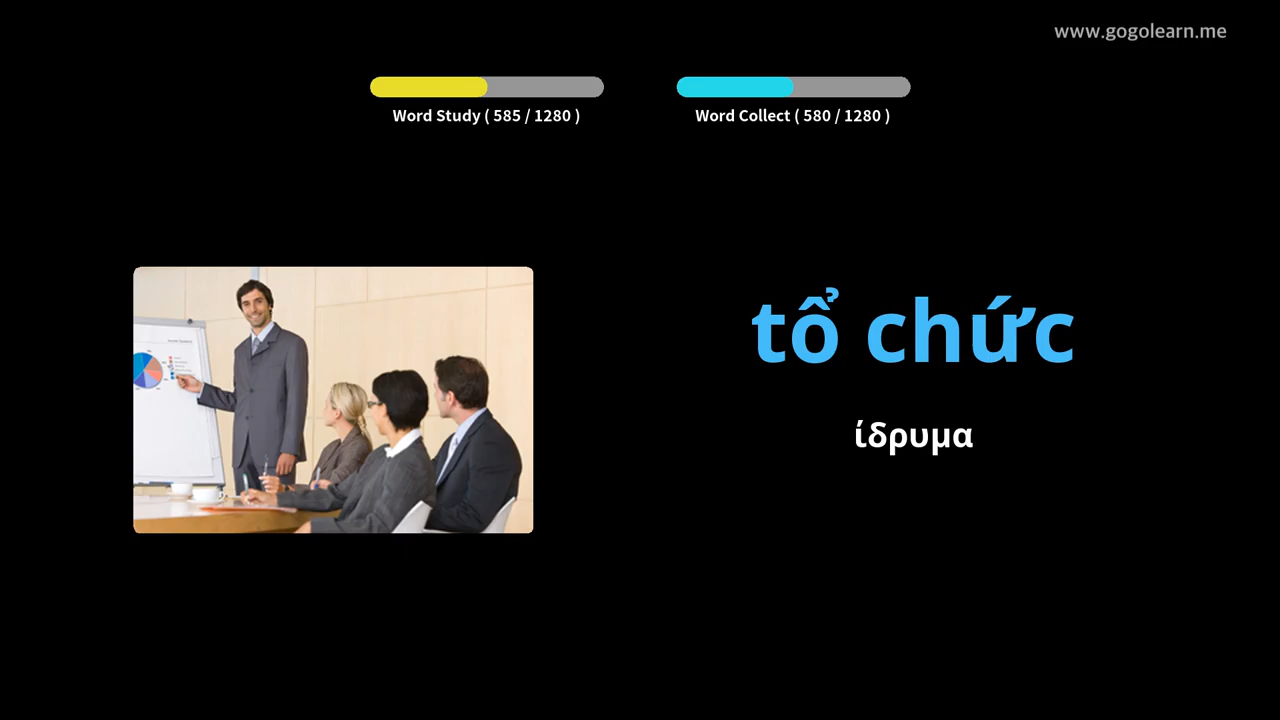 www.gogolearn.me
Word Study ( 585 / 1280 )
Word Collect ( 580 / 1280 )
tổ chức
ίδρυμα